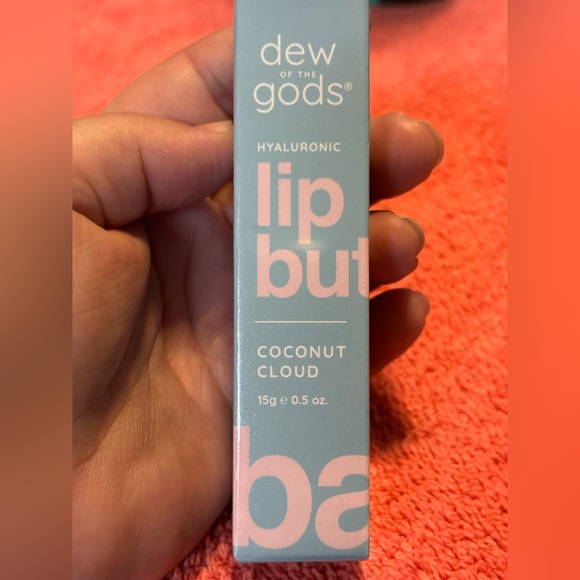 dew
OF THE
gods®
HYALURONIC
lip
but
COCONUT
CLOUD
15g e 0.5 oz.
ba